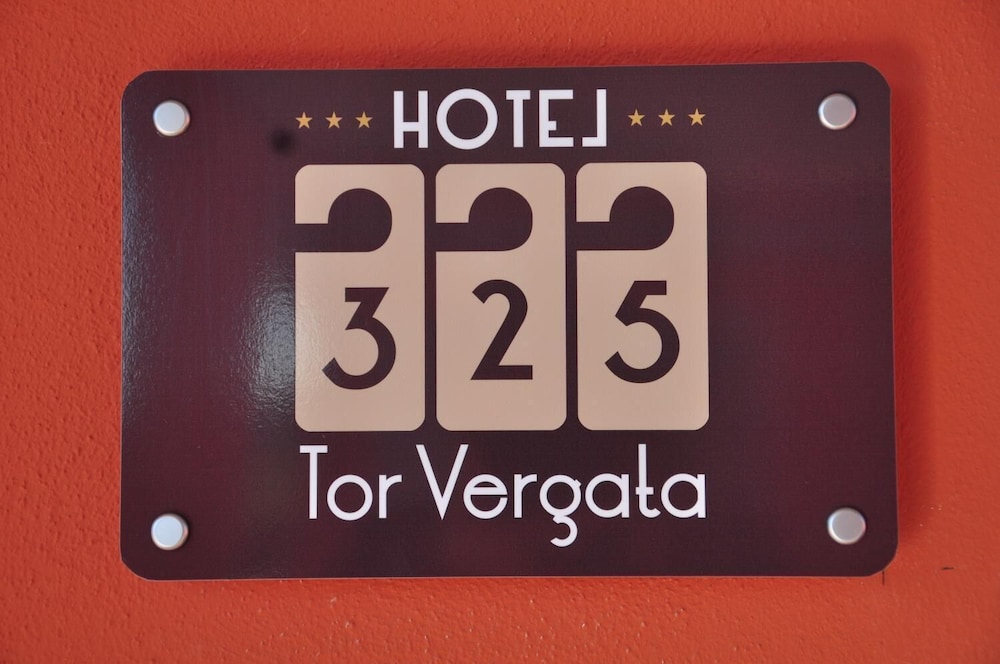 HOTEL
325
Tor Vergata